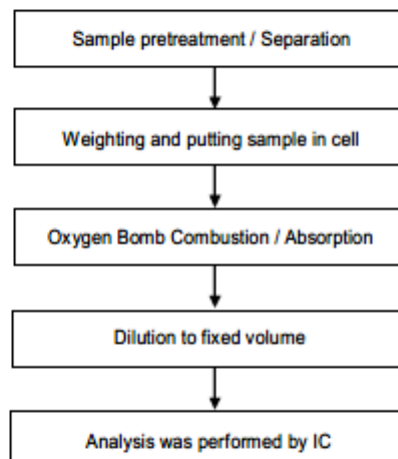 Sample pretreatment / Separation
Weighting and putting sample in cell
Oxygen Bomb Combustion / Absorption
Dilution to fixed volume
Analysis was performed by IC